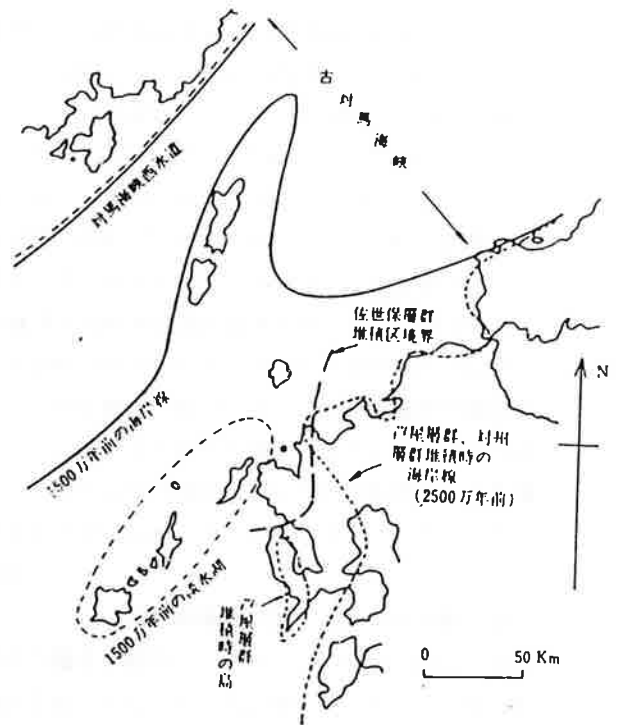 古対馬海峡
対馬海峡西水道
佐世保層群
堆積区境界
N
1500万年前の海岸線
芦屋層群、対州
層群堆積時の
海岸線
(2500万年前)
1500万年前の淡水湖
芦屋層群
堆積時の島
0 50 Km